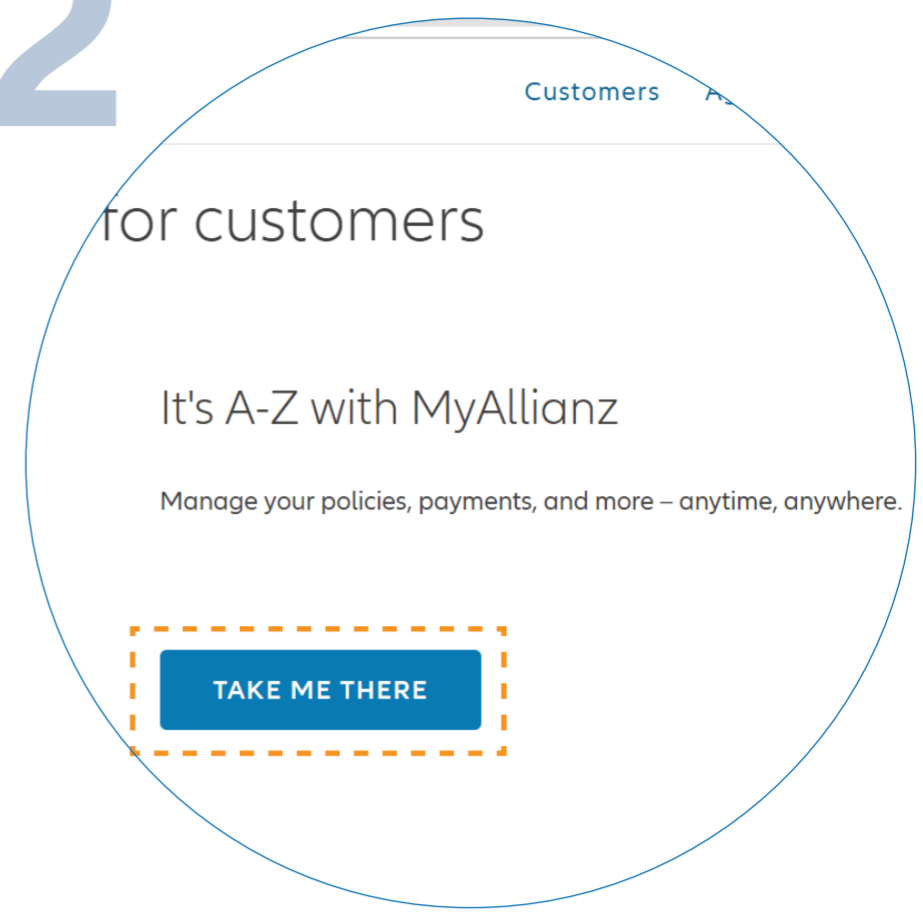 2
Customers
for customers
It's A-Z with MyAllianz
Manage your policies, payments, and more – anytime, anywhere.
TAKE ME THERE